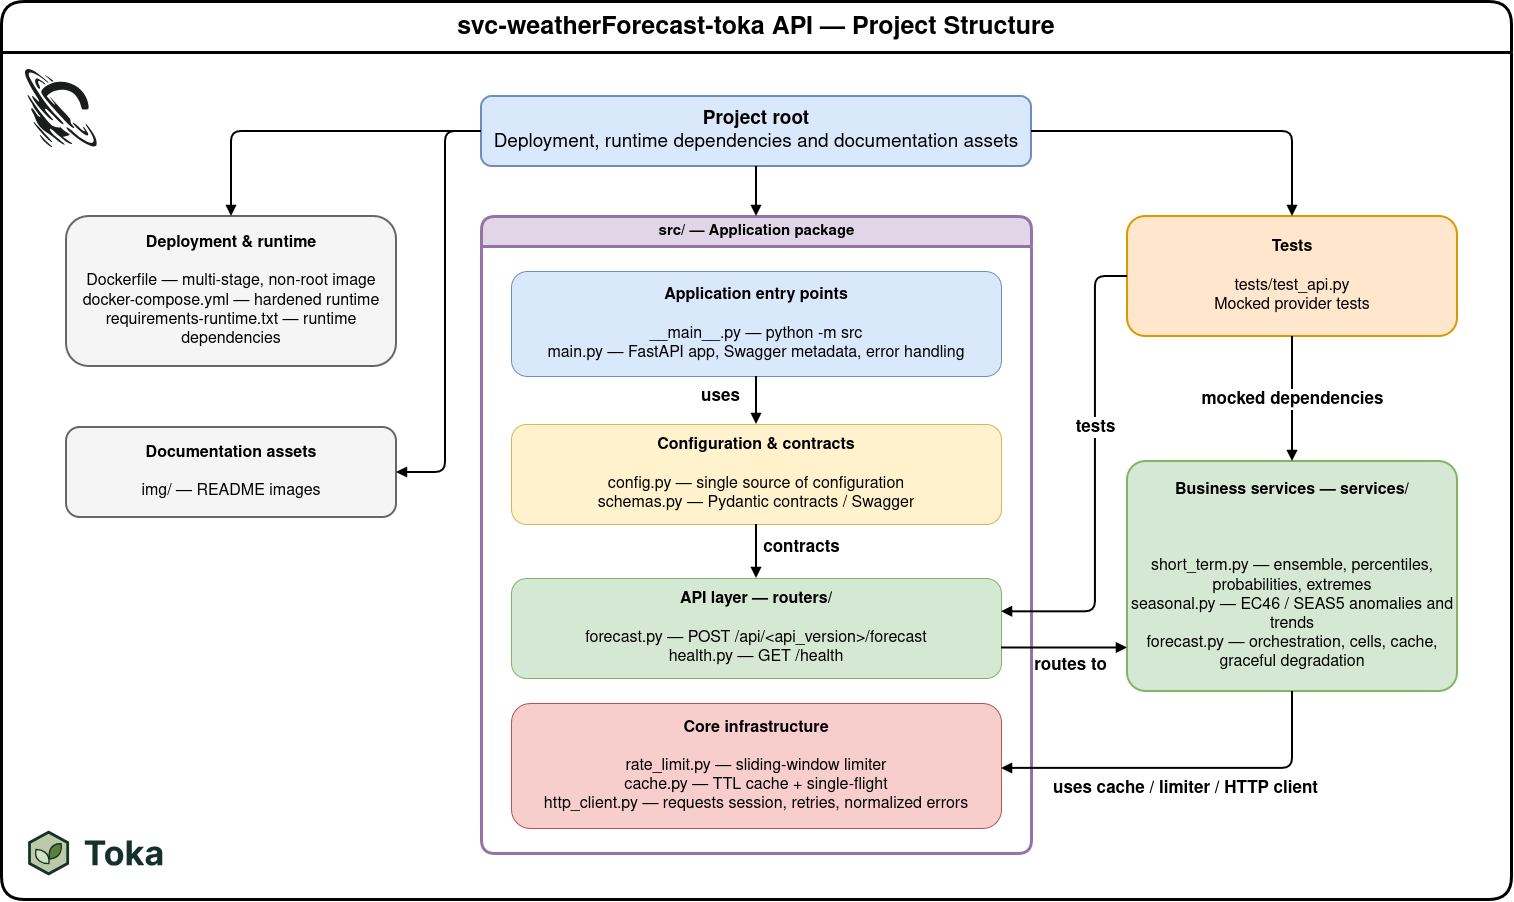 svc-weatherForecast-toka API — Project Structure
Project root
Deployment, runtime dependencies and documentation assets
Deployment & runtime
Dockerfile — multi-stage, non-root image
docker-compose.yml — hardened runtime
requirements-runtime.txt — runtime
dependencies
Documentation assets
img/ — README images
src/ — Application package
Application entry points
__main__.py — python -m src
main.py — FastAPI app, Swagger metadata, error handling
uses
Configuration & contracts
config.py — single source of configuration
schemas.py — Pydantic contracts / Swagger
contracts
API layer — routers/
forecast.py — POST /api/<api_version>/forecast
health.py — GET /health
Core infrastructure
rate_limit.py — sliding-window limiter
cache.py — TTL cache + single-flight
http_client.py — requests session, retries, normalized errors
Tests
tests/test_api.py
Mocked provider tests
mocked dependencies
tests
Business services — services/
short_term.py — ensemble, percentiles,
probabilities, extremes
seasonal.py — EC46 / SEAS5 anomalies and
trends
forecast.py — orchestration, cells, cache,
graceful degradation
routes to
uses cache / limiter / HTTP client
Toka